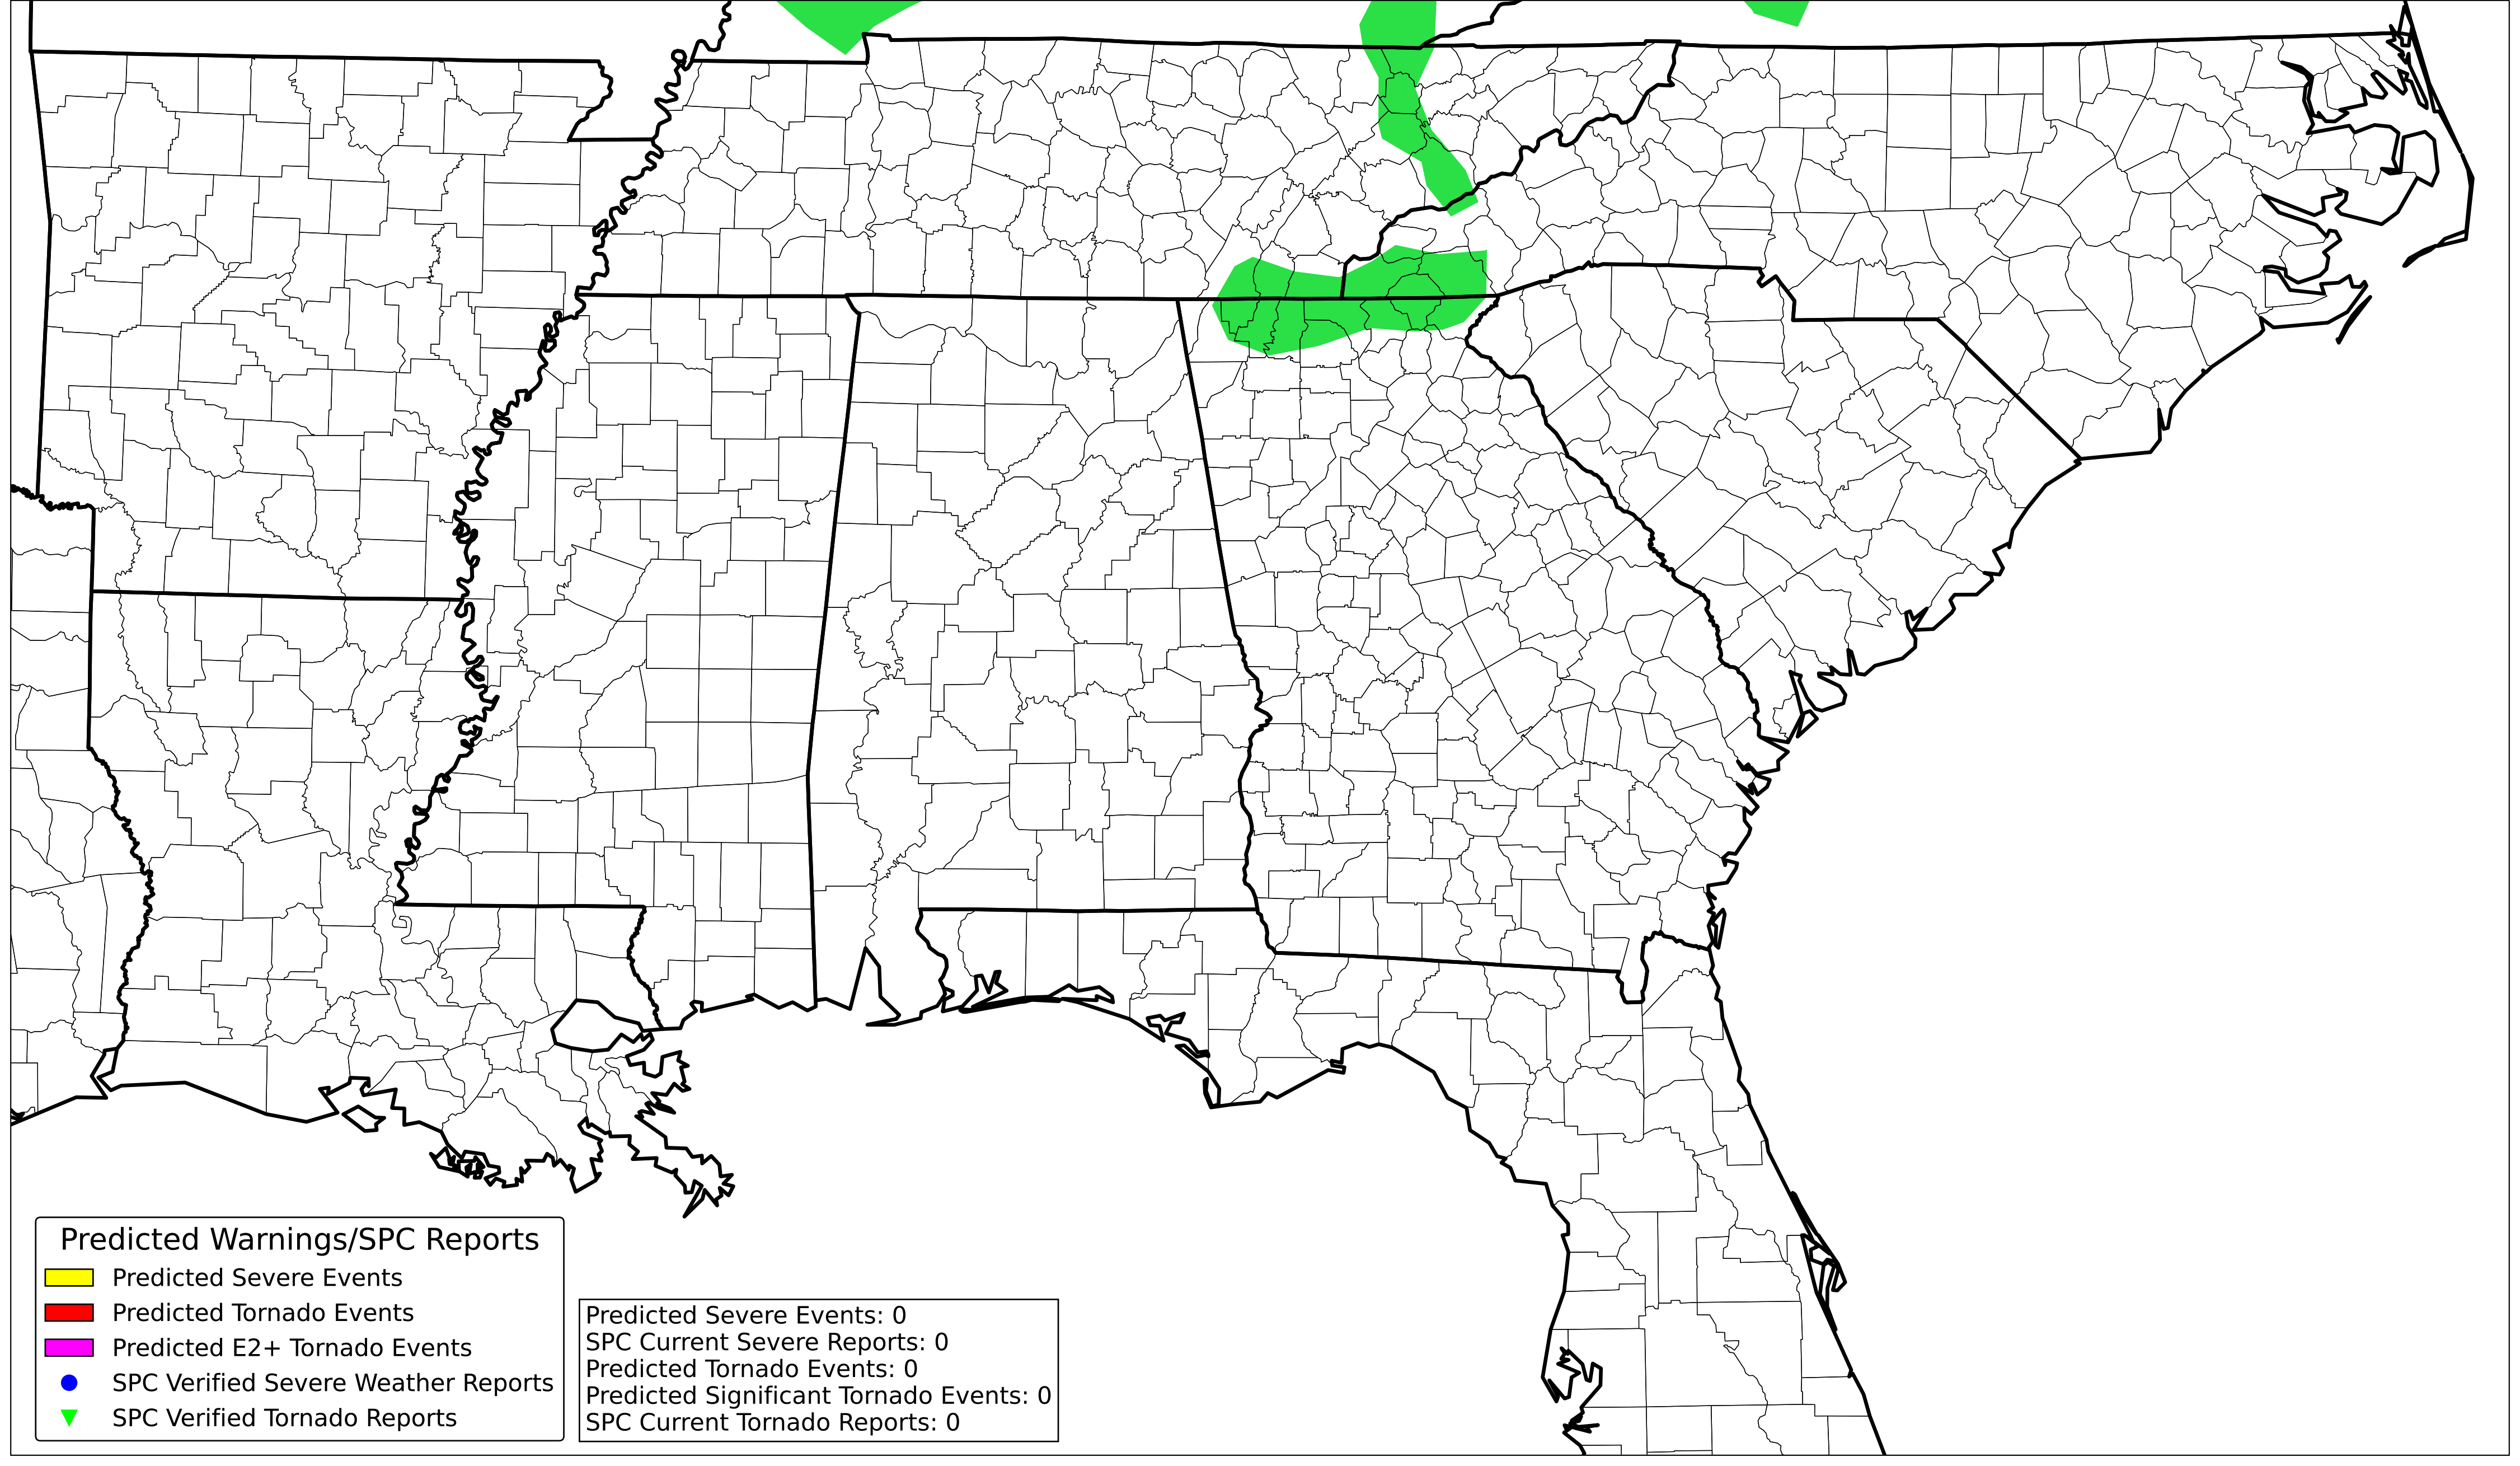 Predicted Warnings/SPC Reports
Predicted Severe Events
Predicted Tornado Events
Predicted E2+ Tornado Events
SPC Verified Severe Weather Reports
SPC Verified Tornado Reports
Predicted Severe Events: 0
SPC Current Severe Reports: 0
Predicted Tornado Events: 0
Predicted Significant Tornado Events: 0
SPC Current Tornado Reports: 0